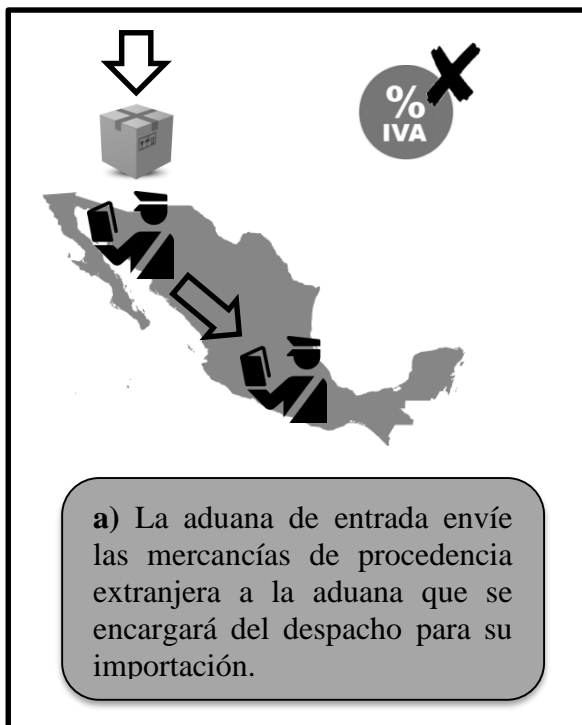 %
IVA
a) La aduana de entrada envíe
las mercancías de procedencia
extranjera a la aduana que se
encargará del despacho para su
importación.